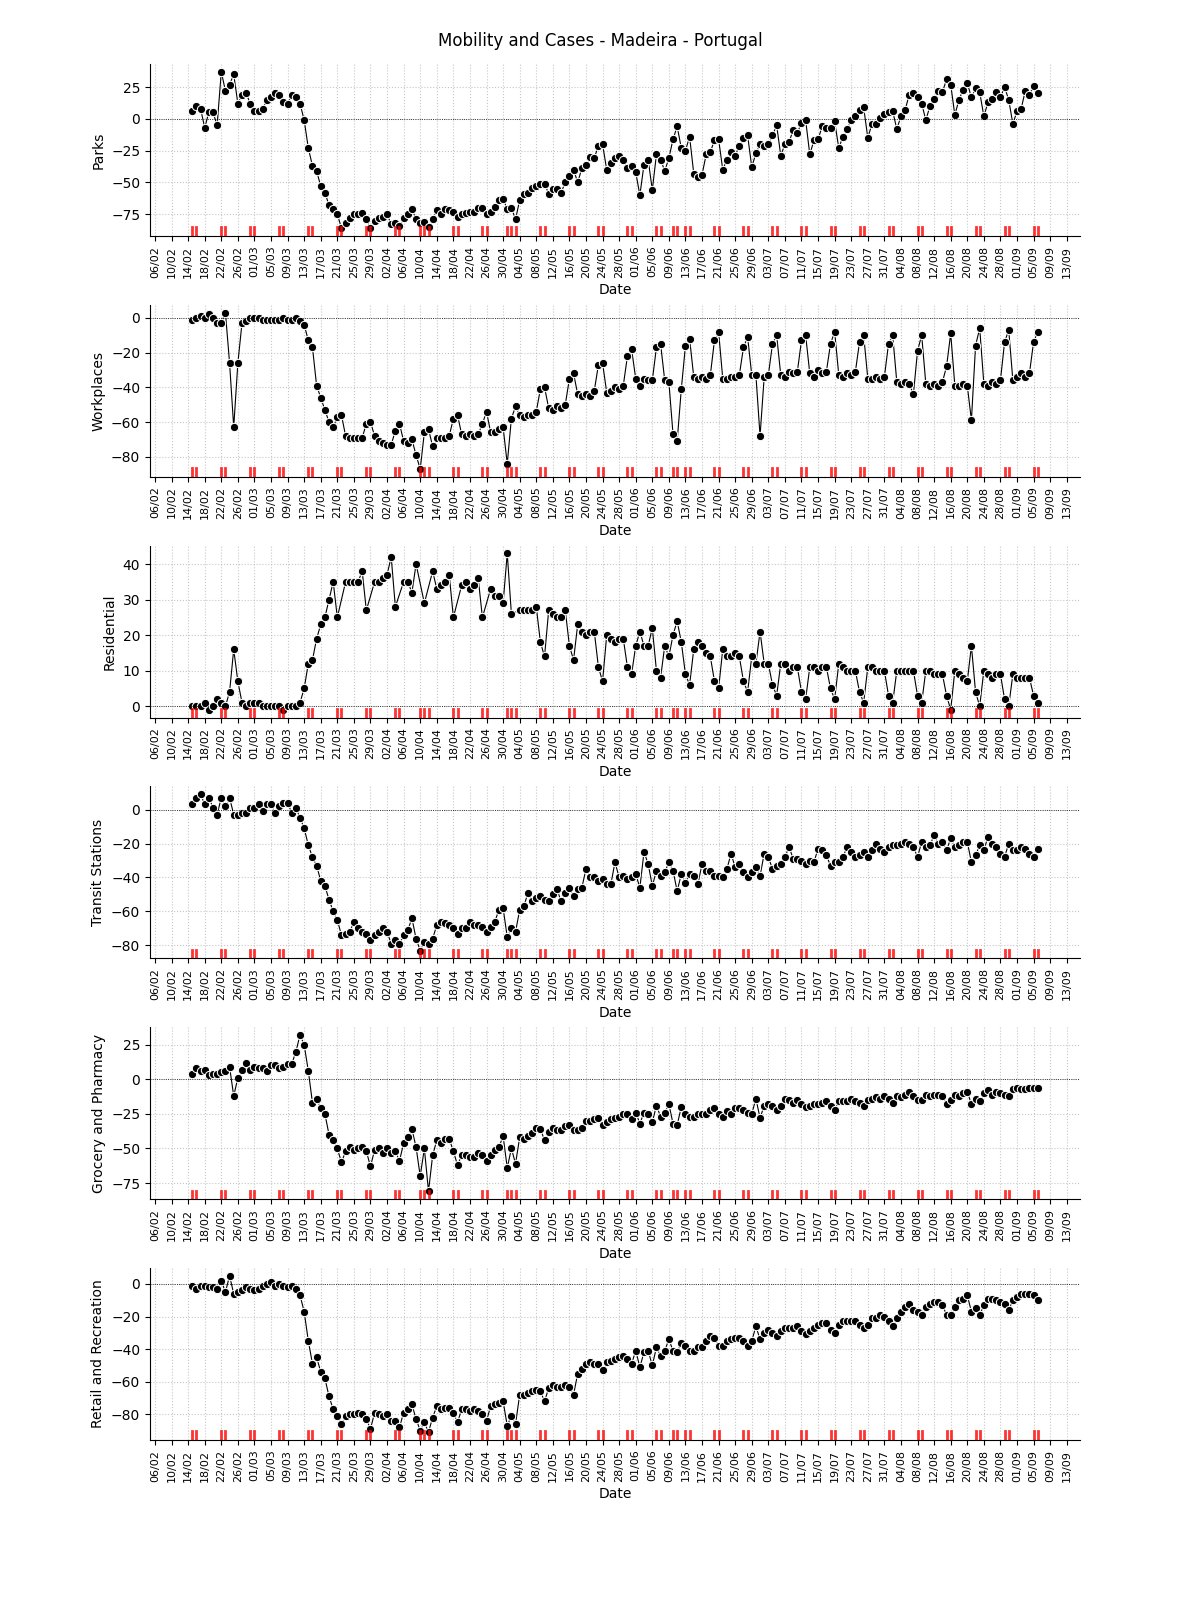 Mobility and Cases - Madeira - Portugal
25
0
−25
−50
−75
Parks
06/02 10/02 14/02 18/02 22/02 26/02 01/03 05/03 09/03 13/03 17/03 21/03 25/03 29/03 02/04 06/04 10/04 14/04 18/04 22/04 26/04 30/04 04/05 08/05 12/05 16/05 20/05 24/05 28/05 01/06 05/06 09/06 13/06 17/06 21/06 25/06 29/06 03/07 07/07 11/07 15/07 19/07 23/07 27/07 31/07 04/08 08/08 12/08 16/08 20/08 24/08 28/08 01/09 05/09 09/09 13/09
Date
0
−20
−40
−60
−80
Workplaces
06/02 10/02 14/02 18/02 22/02 26/02 01/03 05/03 09/03 13/03 17/03 21/03 25/03 29/03 02/04 06/04 10/04 14/04 18/04 22/04 26/04 30/04 04/05 08/05 12/05 16/05 20/05 24/05 28/05 01/06 05/06 09/06 13/06 17/06 21/06 25/06 29/06 03/07 07/07 11/07 15/07 19/07 23/07 27/07 31/07 04/08 08/08 12/08 16/08 20/08 24/08 28/08 01/09 05/09 09/09 13/09
Date
40
30
20
10
0
Residential
06/02 10/02 14/02 18/02 22/02 26/02 01/03 05/03 09/03 13/03 17/03 21/03 25/03 29/03 02/04 06/04 10/04 14/04 18/04 22/04 26/04 30/04 04/05 08/05 12/05 16/05 20/05 24/05 28/05 01/06 05/06 09/06 13/06 17/06 21/06 25/06 29/06 03/07 07/07 11/07 15/07 19/07 23/07 27/07 31/07 04/08 08/08 12/08 16/08 20/08 24/08 28/08 01/09 05/09 09/09 13/09
Date
0
−20
−40
−60
−80
Transit Stations
06/02 10/02 14/02 18/02 22/02 26/02 01/03 05/03 09/03 13/03 17/03 21/03 25/03 29/03 02/04 06/04 10/04 14/04 18/04 22/04 26/04 30/04 04/05 08/05 12/05 16/05 20/05 24/05 28/05 01/06 05/06 09/06 13/06 17/06 21/06 25/06 29/06 03/07 07/07 11/07 15/07 19/07 23/07 27/07 31/07 04/08 08/08 12/08 16/08 20/08 24/08 28/08 01/09 05/09 09/09 13/09
Date
25
0
−25
−50
−75
Grocery and Pharmacy
06/02 10/02 14/02 18/02 22/02 26/02 01/03 05/03 09/03 13/03 17/03 21/03 25/03 29/03 02/04 06/04 10/04 14/04 18/04 22/04 26/04 30/04 04/05 08/05 12/05 16/05 20/05 24/05 28/05 01/06 05/06 09/06 13/06 17/06 21/06 25/06 29/06 03/07 07/07 11/07 15/07 19/07 23/07 27/07 31/07 04/08 08/08 12/08 16/08 20/08 24/08 28/08 01/09 05/09 09/09 13/09
Date
0
−20
−40
−60
−80
Retail and Recreation
06/02 10/02 14/02 18/02 22/02 26/02 01/03 05/03 09/03 13/03 17/03 21/03 25/03 29/03 02/04 06/04 10/04 14/04 18/04 22/04 26/04 30/04 04/05 08/05 12/05 16/05 20/05 24/05 28/05 01/06 05/06 09/06 13/06 17/06 21/06 25/06 29/06 03/07 07/07 11/07 15/07 19/07 23/07 27/07 31/07 04/08 08/08 12/08 16/08 20/08 24/08 28/08 01/09 05/09 09/09 13/09
Date